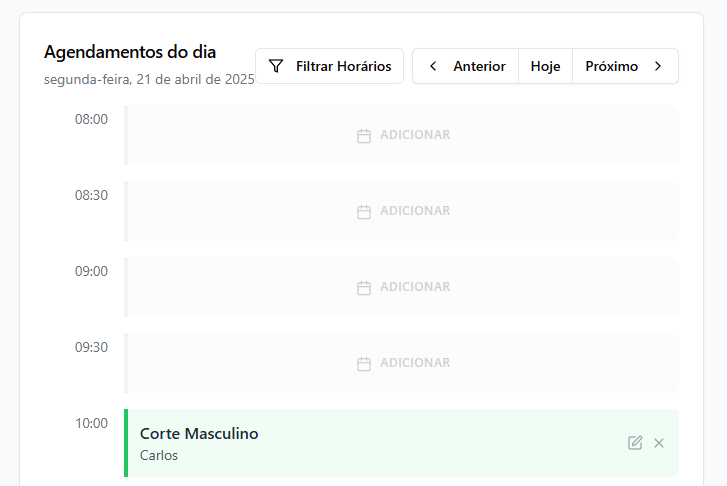 Agendamentos do dia
segunda-feira, 21 de abril de 2025
Filtrar Horários
Anterior
Hoje
Próximo
08:00
ADICIONAR
08:30
ADICIONAR
09:00
ADICIONAR
09:30
ADICIONAR
10:00
Corte Masculino
Carlos